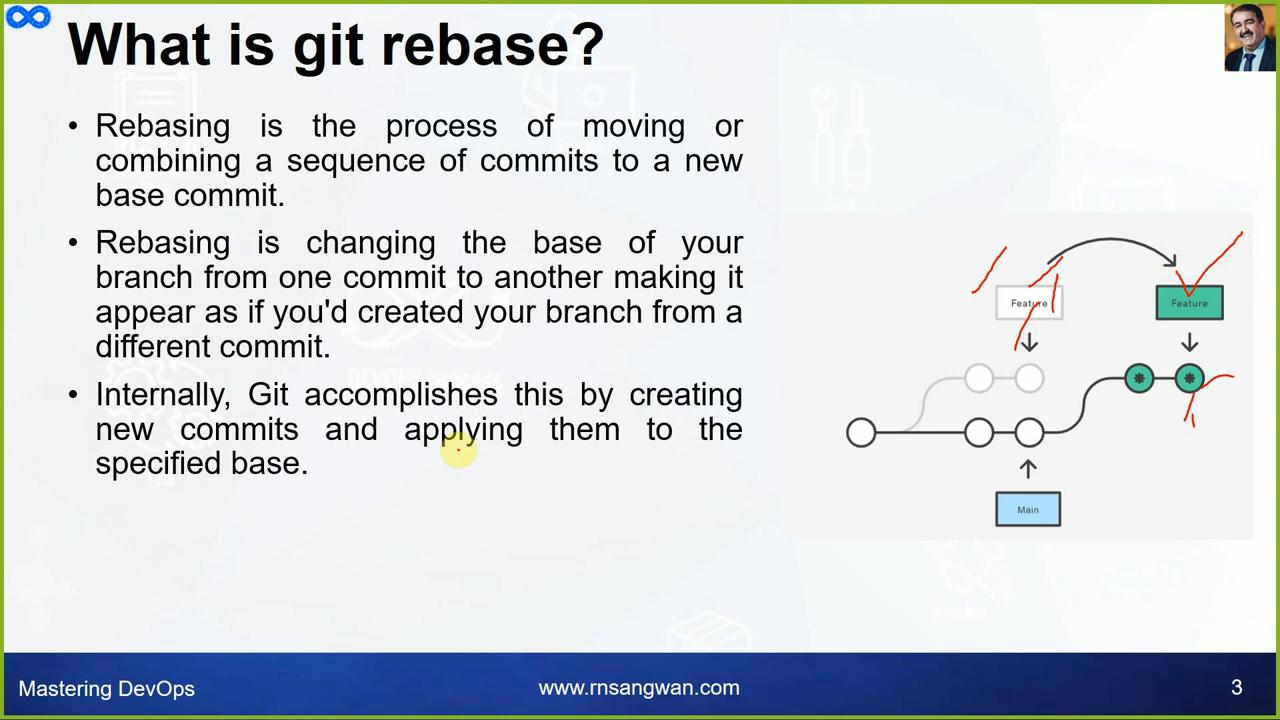 What is git rebase?
• Rebasing is the process of moving or
combining a sequence of commits to a new
base commit.
• Rebasing is changing the base of your
branch from one commit to another making it
appear as if you'd created your branch from a
different commit.
• Internally, Git accomplishes this by creating
new commits and applying them to the
specified base.
Feature
Feature
Main
Mastering DevOps
www.rnsangwan.com
3